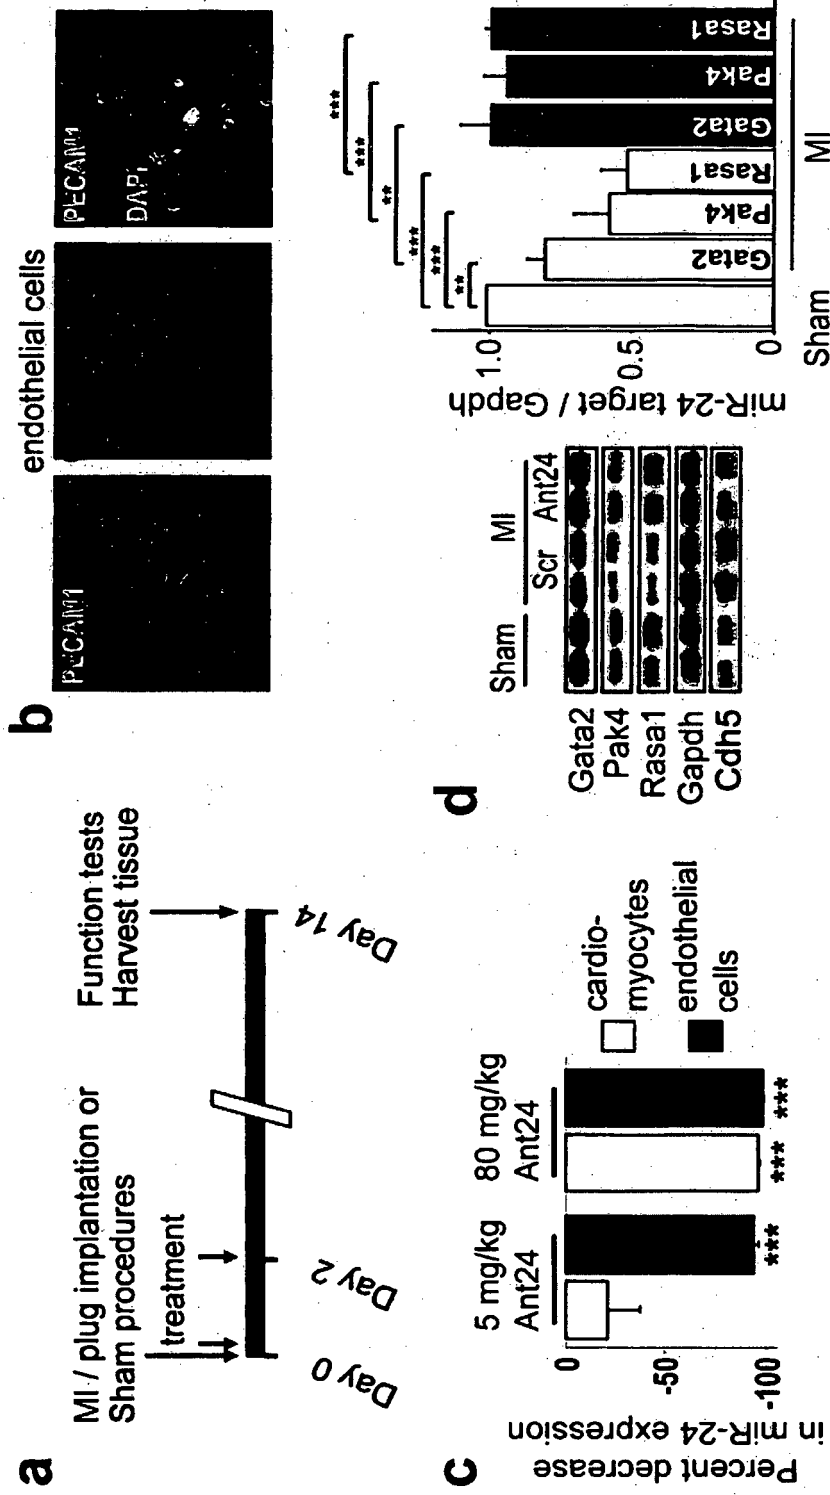 a
MI / plug implantation or
Sham procedures
treatment
Function tests
Harvest tissue
Day 0
Day 2
Day 14
b
endothelial cells
PECAM1
PECAM1
DAPI
c
Percent decrease
in miR-24 expression
0
-50
-100
5 mg/kg
Ant24
80 mg/kg
Ant24
***
***
***
cardio-
myocytes
endothelial
cells
d
Sham
MI
Scr
Ant24
Gata2
Pak4
Rasa1
Gapdh
Cdh5
miR-24 target / Gapdh
1.0
0.5
0
***
***
**
***
***
**
Gata2
Pak4
Rasa1
Gata2
Pak4
Rasa1
Sham
MI